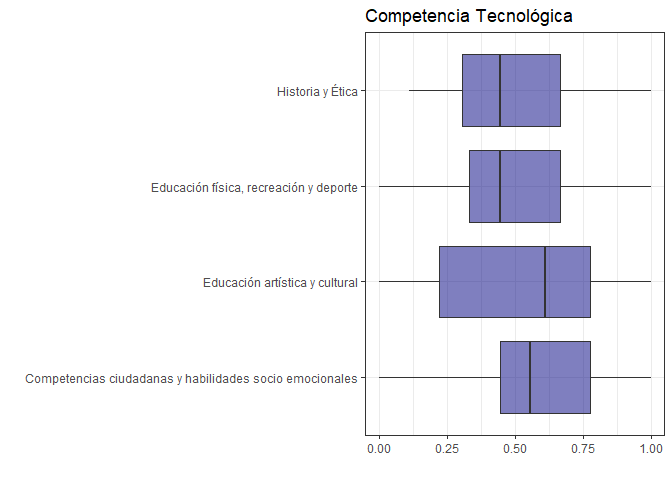 Competencia Tecnológica
Historia y Ética
Educación física, recreación y deporte
Educación artística y cultural
Competencias ciudadanas y habilidades socio emocionales
0.00 0.25 0.50 0.75 1.00